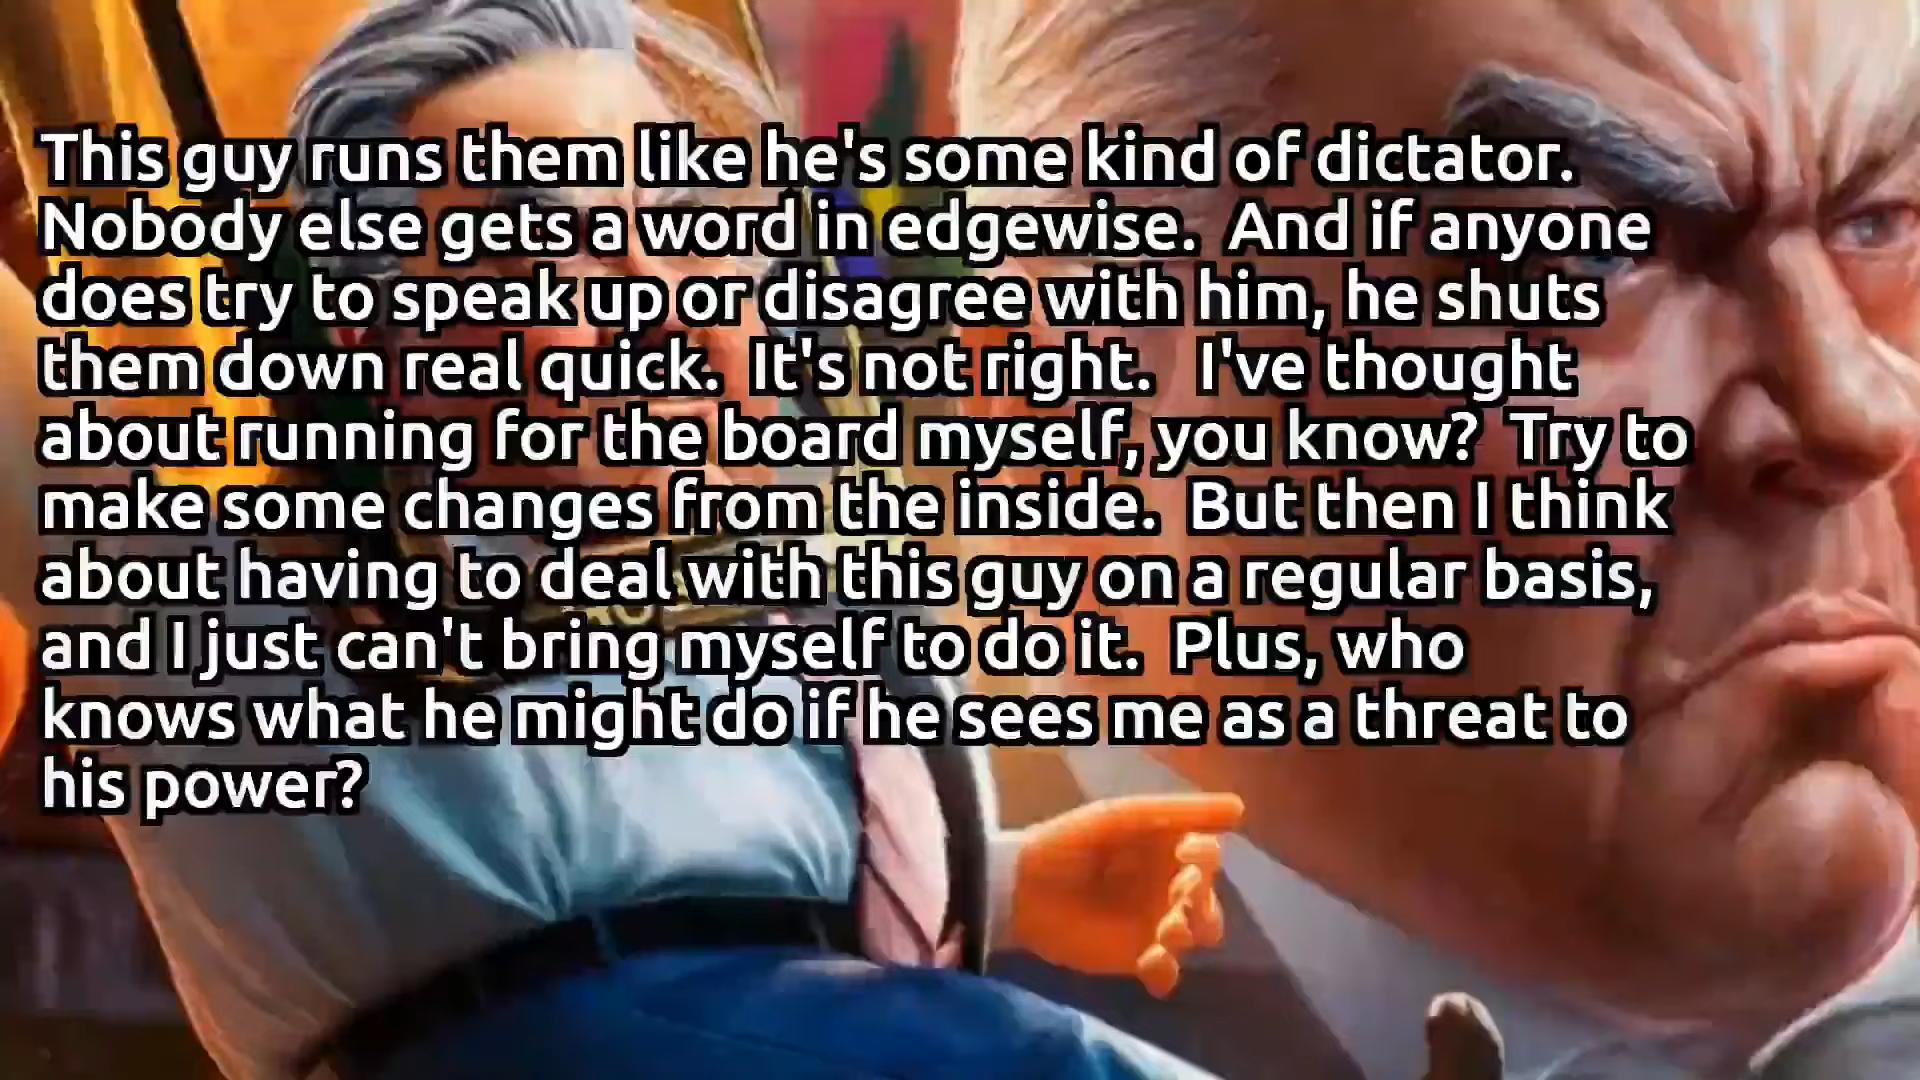 This guy runs them like he's some kind of dictator.
Nobody else gets a word in edgewise.  And if anyone
does try to speak up or disagree with him, he shuts
them down real quick.  It's not right.   I've thought
about running for the board myself, you know?  Try to
make some changes from the inside.  But then I think
about having to deal with this guy on a regular basis,
and I just can't bring myself to do it.  Plus, who
knows what he might do if he sees me as a threat to
his power?